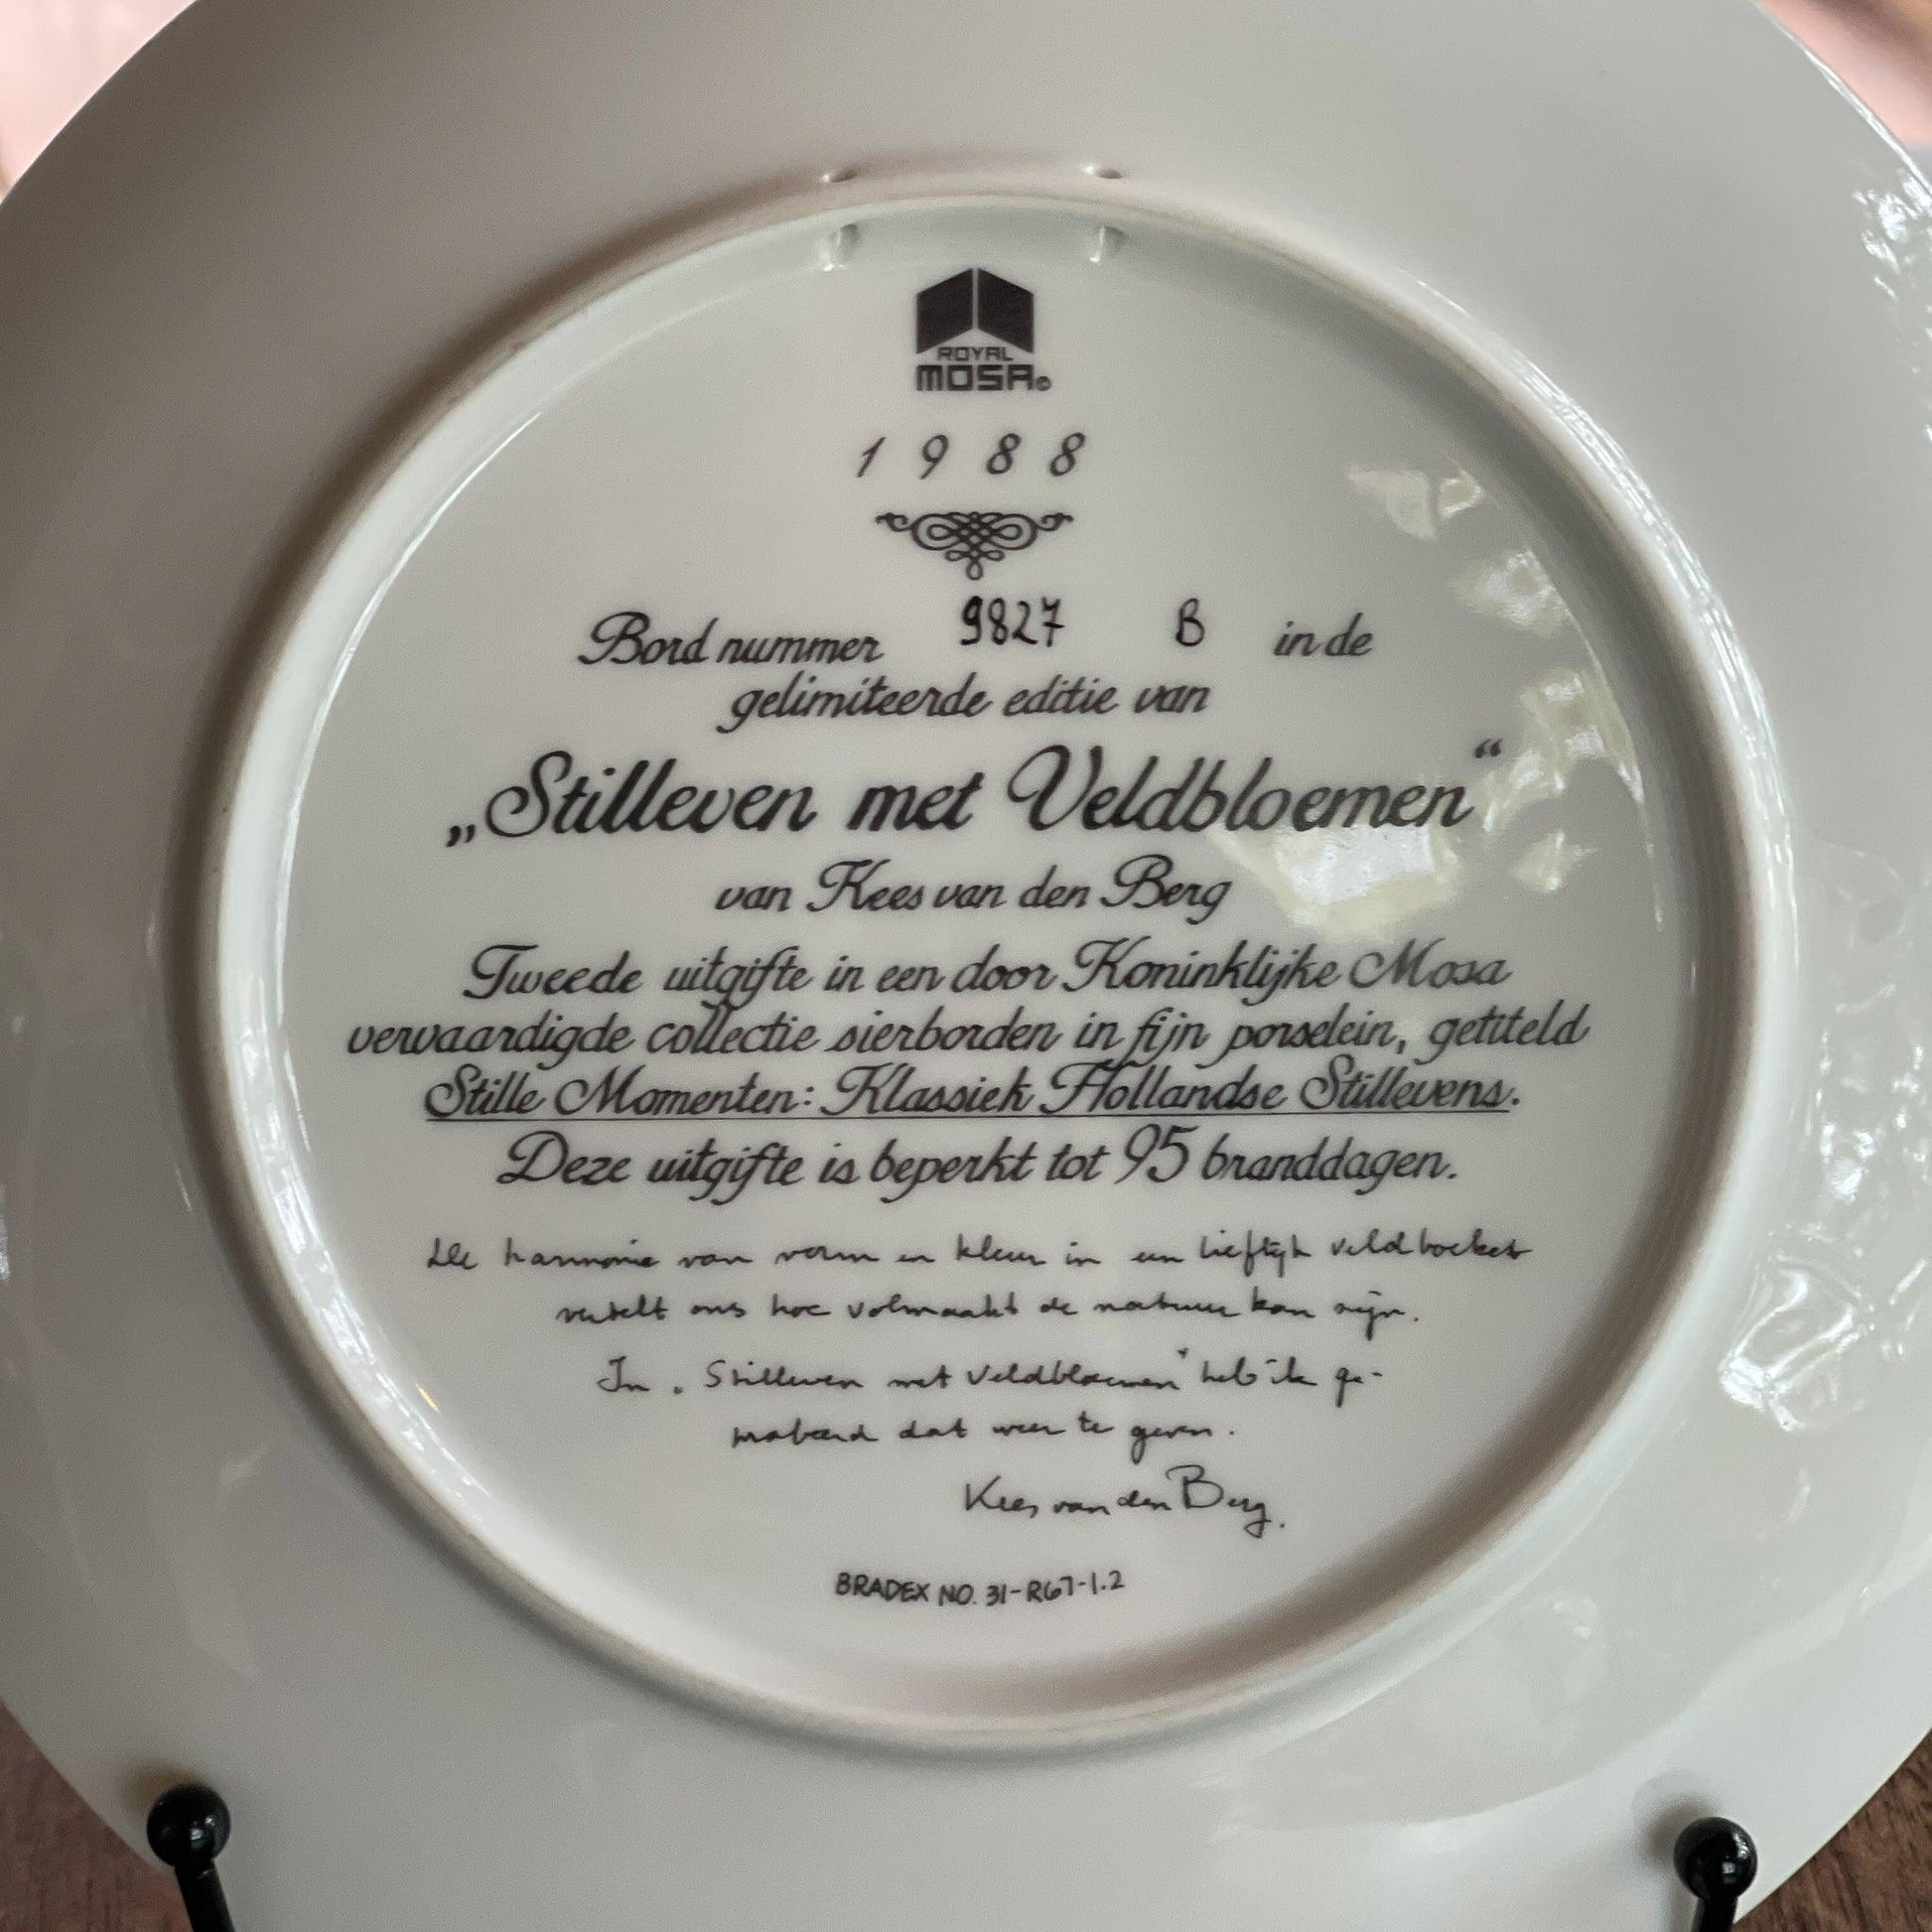 ROYAL
MOSA®
1988
Bord nummer 9827 B in de
gelimiteerde editie van
„Stilleven met Veldbloemen“
van Kees van den Berg
Tweede uitgifte in een door Koninklijke Mosa
vervaardigde collectie sierborden in fijn porselein, getiteld
Stille Momenten: Klassiek Hollandse Stillevens.
Deze uitgifte is beperkt tot 95 branddagen.
De harmonie van vorm en kleur in een lieflijk veldboeket
vertelt ons hoe volmaakt de natuur kan zijn.
In „Stilleven met Veldbloemen" heb ik ge-
probeerd dat weer te geven.
Kees van den Berg.
BRADEX NO. 31-R67-1.2